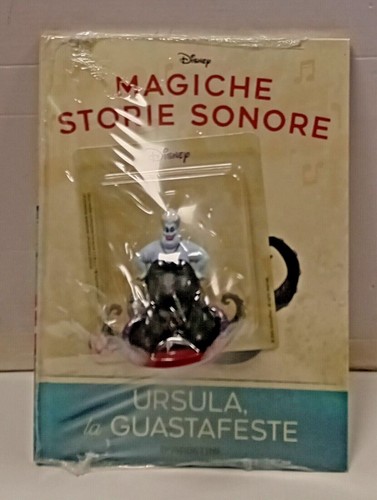 Disney
MAGICHE
STORIE SONORE
Disney
URSULA,
la GUASTAFESTE